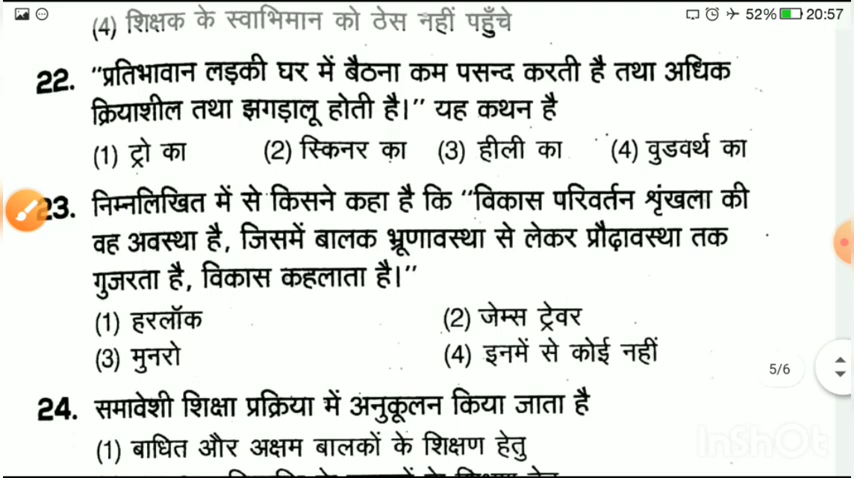 52% 20:57
(4) शिक्षक के स्वाभिमान को ठेस नहीं पहुँचे
22. "प्रतिभावान लड़की घर में बैठना कम पसन्द करती है तथा अधिक
क्रियाशील तथा झगड़ालू होती है।" यह कथन है
(1) ट्रो का (2) स्किनर का (3) हीली का (4) वुडवर्थ का
23. निम्नलिखित में से किसने कहा है कि "विकास परिवर्तन श्रृंखला की
वह अवस्था है, जिसमें बालक भ्रूणावस्था से लेकर प्रौढ़ावस्था तक
गुजरता है, विकास कहलाता है।"
(1) हरलॉक (2) जेम्स ट्रेवर
(3) मुनरो (4) इनमें से कोई नहीं
5/6
24. समावेशी शिक्षा प्रक्रिया में अनुकूलन किया जाता है
(1) बाधित और अक्षम बालकों के शिक्षण हेतु
InShOt